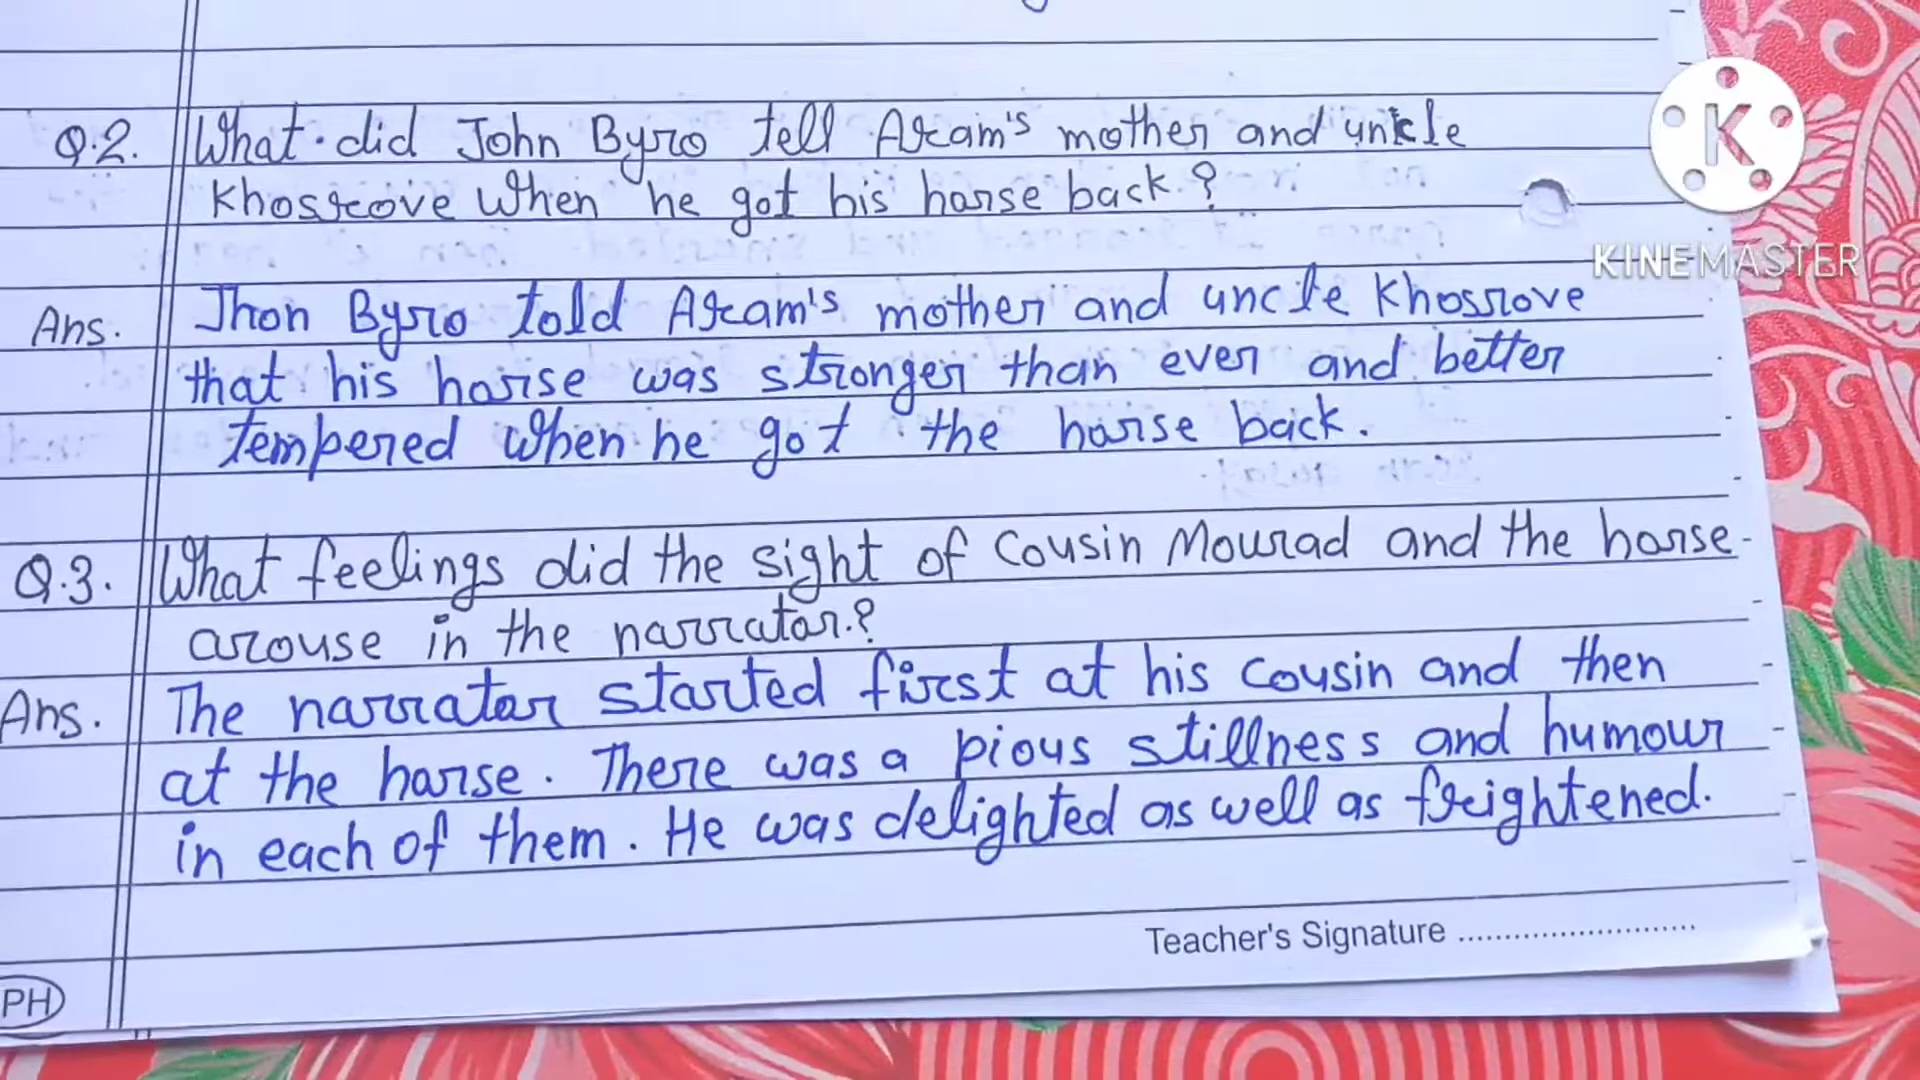 Q.2. What did John Byro tell Aram's mother and unkle
Khosrove when he got his horse back ?
KINEMASTER
Ans. Jhon Byro told Aram's mother and uncle Khosrove
that his horse was stronger than ever and better
tempered when he got the horse back.
Q.3. What feelings did the sight of Cousin Mourad and the horse
arouse in the narrator.?
Ans. The narrator started first at his cousin and then
at the horse. There was a pious stillness and humour
in each of them. He was delighted as well as frightened.
Teacher's Signature ..........................
PH